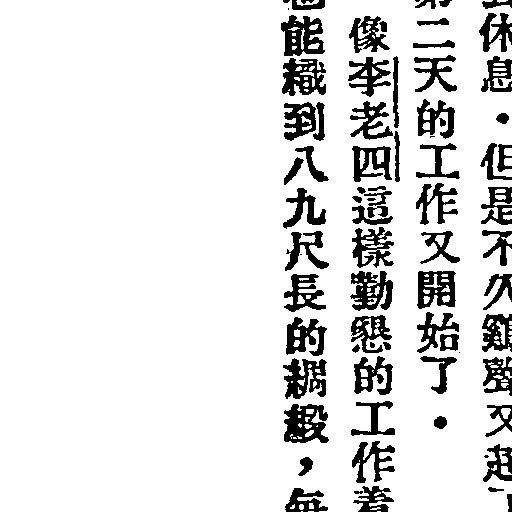 休息．但是不久鷄聲又起
第二天的工作又開始了．
像李老四這樣勤懇的工作着
能織到八九尺長的綢緞，每